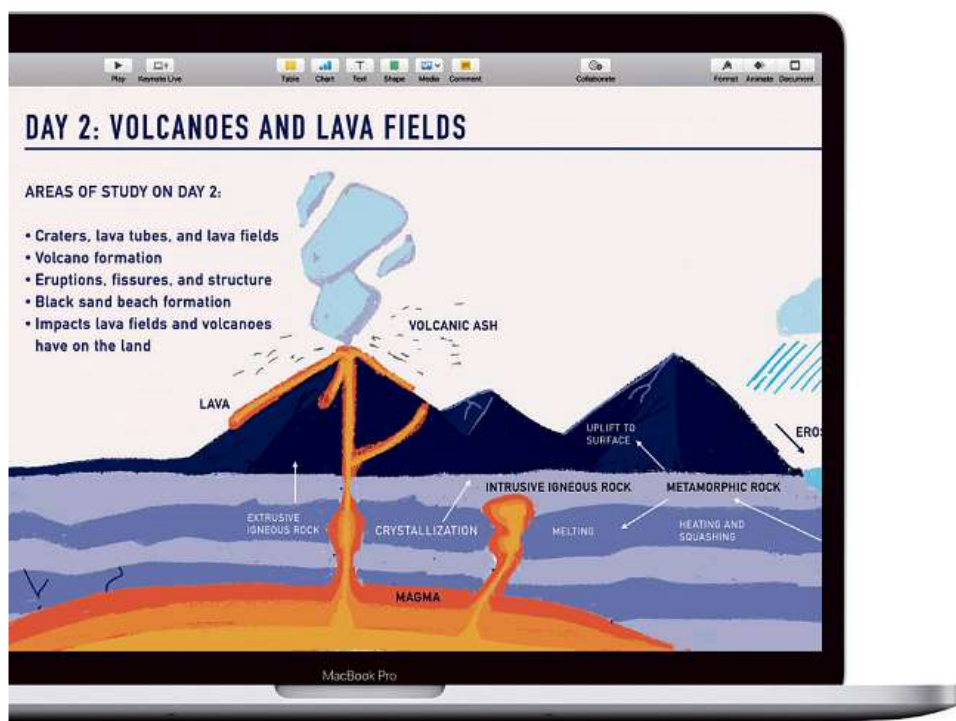 Play Keynote Live Table Chart Text Shape Media Comment Collaborate Format Animate Document
DAY 2: VOLCANOES AND LAVA FIELDS
AREAS OF STUDY ON DAY 2:
• Craters, lava tubes, and lava fields
• Volcano formation
• Eruptions, fissures, and structure
• Black sand beach formation
• Impacts lava fields and volcanoes
have on the land
VOLCANIC ASH
LAVA
UPLIFT TO
SURFACE
EROS
INTRUSIVE IGNEOUS ROCK
METAMORPHIC ROCK
EXTRUSIVE
IGNEOUS ROCK
CRYSTALLIZATION
MELTING
HEATING AND
SQUASHING
MAGMA
MacBook Pro